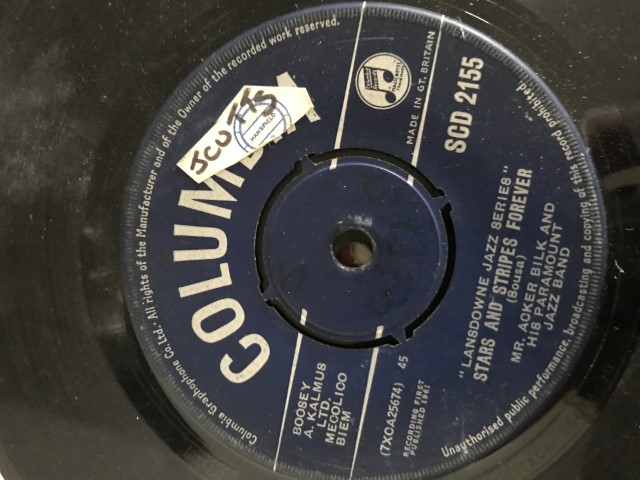 Columbia Graphophone Co., Ltd. · All rights of the Manufacturer and of the Owner of the recorded work reserved.
Unauthorised public performance, broadcasting and copying of this record prohibited.
COLUMBIA
SCOTTS
MANSFIELD
MADE IN GT. BRITAIN
SCD 2155
BOOSEY
A. KALMUS
LTD.
MECOLICO
BIEM
(7XCA25674) 45
RECORDING FIRST
"LANSDOWNE JAZZ SERIES"
STARS AND STRIPES FOREVER
(Sousa)
MR. ACKER BILK AND
HIS PARAMOUNT
JAZZ BAND